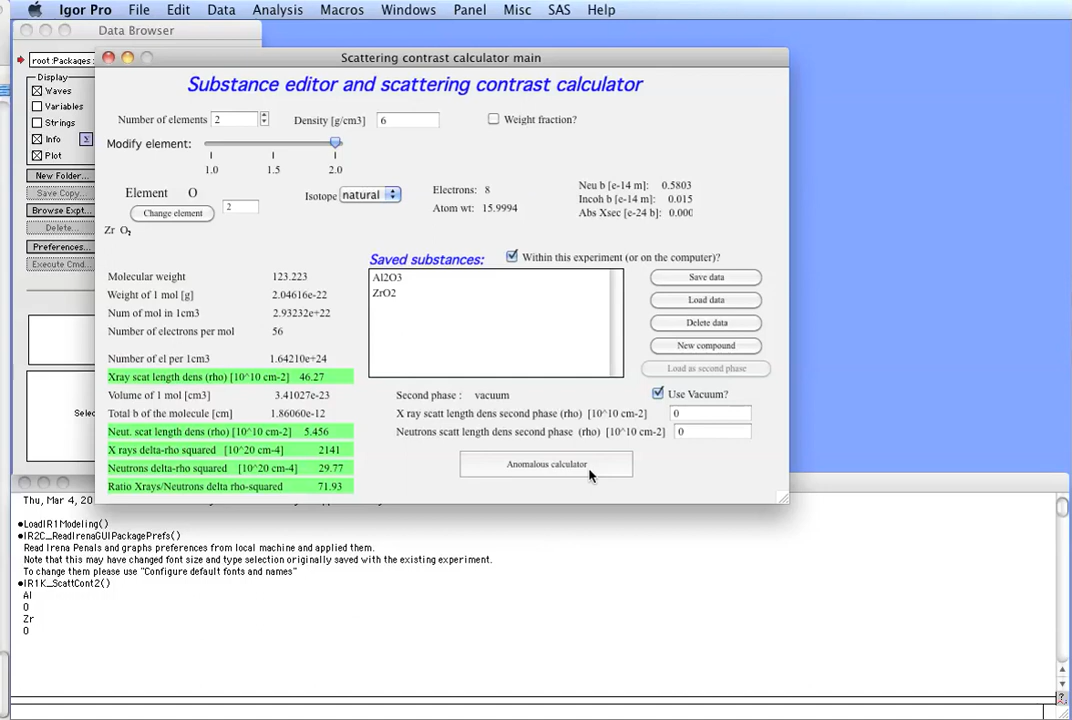 Igor Pro File Edit Data Analysis Macros Windows Panel Misc SAS Help
Data Browser
Scattering contrast calculator main
root:Packages:
Display
Waves
Variables
Strings
Info
Plot
New Folder...
Save Copy...
Browse Expt...
Delete...
Preferences...
Execute Cmd...
Selec
Substance editor and scattering contrast calculator
Number of elements 2 Density [g/cm3] 6 Weight fraction?
Modify element:
1.0 1.5 2.0
Element O Isotope natural Electrons: 8 Neu b [e-14 m]: 0.5803
Change element 2 Atom wt: 15.9994 Incoh b [e-14 m]: 0.015
Abs Xsec [e-24 b]: 0.000
Zr O2
Saved substances: Within this experiment (or on the computer)?
Al2O3
ZrO2
Save data
Load data
Delete data
New compound
Load as second phase
Molecular weight 123.223
Weight of 1 mol [g] 2.04616e-22
Num of mol in 1cm3 2.93232e+22
Number of electrons per mol 56
Number of el per 1cm3 1.64210e+24
Xray scat length dens (rho) [10^10 cm-2] 46.27
Volume of 1 mol [cm3] 3.41027e-23
Total b of the molecule [cm] 1.86060e-12
Neut. scat length dens (rho) [10^10 cm-2] 5.456
X rays delta-rho squared [10^20 cm-4] 2141
Neutrons delta-rho squared [10^20 cm-4] 29.77
Ratio Xrays/Neutrons delta rho-squared 71.93
Second phase : vacuum Use Vacuum?
X ray scatt length dens second phase (rho) [10^10 cm-2] 0
Neutrons scatt length dens second phase (rho) [10^10 cm-2] 0
Anomalous calculator
Thu, Mar 4, 20
•LoadIR1Modeling()
•IR2C_ReadIrenaGUIPackagePrefs()
Read Irena Penals and graphs preferences from local machine and applied them.
Note that this may have changed font size and type selection originally saved with the existing experiment.
To change them please use "Configure default fonts and names"
•IR1K_ScattCont2()
Al
O
Zr
O